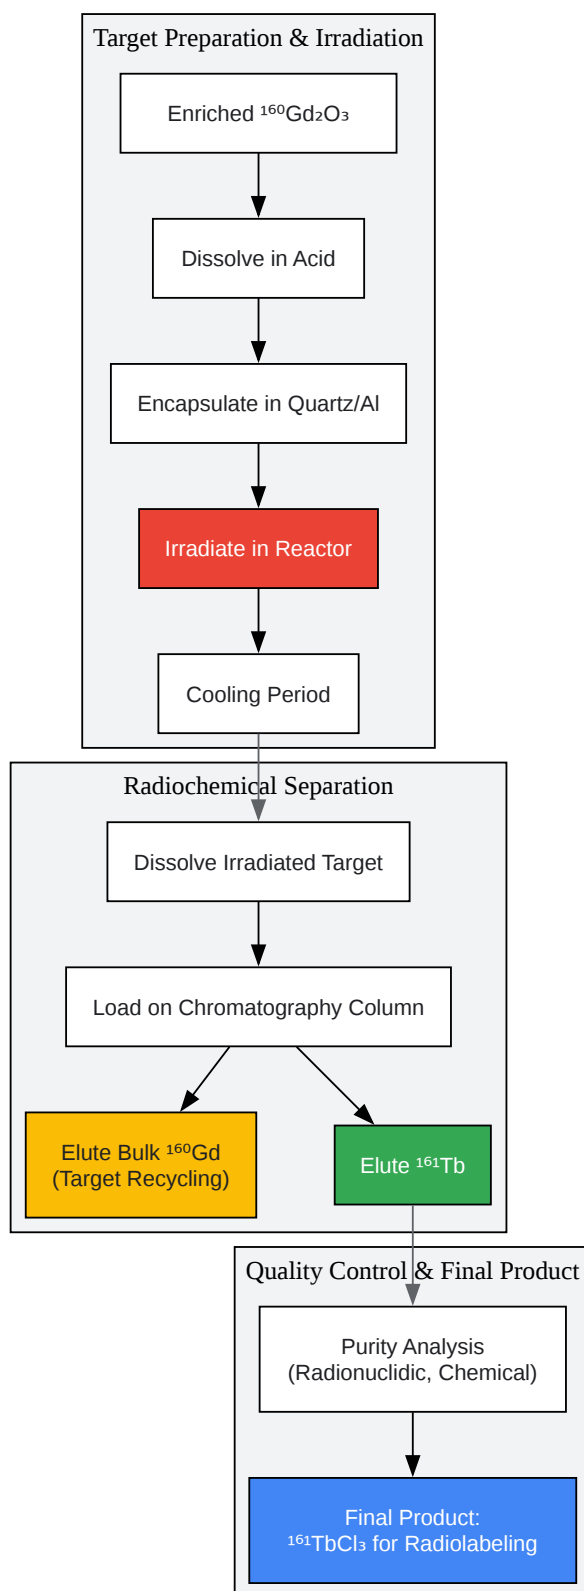 Target Preparation & Irradiation
Enriched ¹⁶⁰Gd₂O₃
Dissolve in Acid
Encapsulate in Quartz/Al
Irradiate in Reactor
Cooling Period
Radiochemical Separation
Dissolve Irradiated Target
Load on Chromatography Column
Elute Bulk ¹⁶⁰Gd
(Target Recycling)
Elute ¹⁶¹Tb
Quality Control & Final Product
Purity Analysis
(Radionuclidic, Chemical)
Final Product:
¹⁶¹TbCl₃ for Radiolabeling